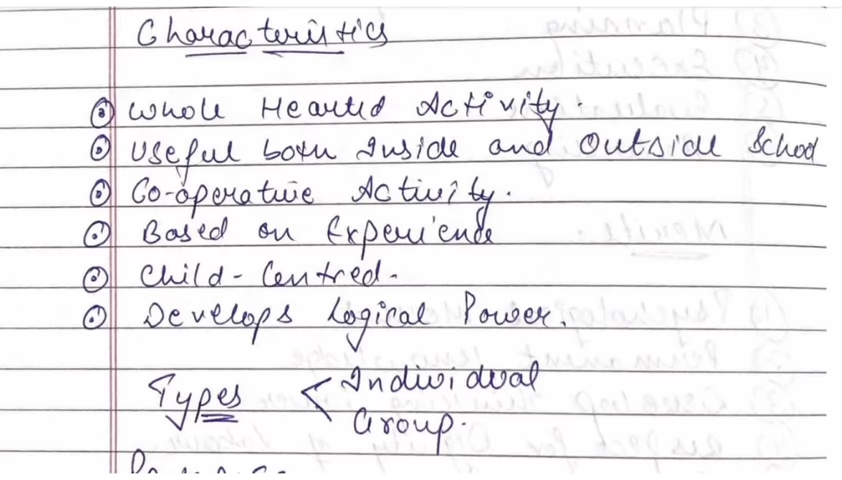 Characteristics
Whole Hearted Activity.
Useful both Inside and Outside School
Co-operative Activity.
Based on Experience
Child-Centred.
Develops Logical Power.
Types < Individual
Group.